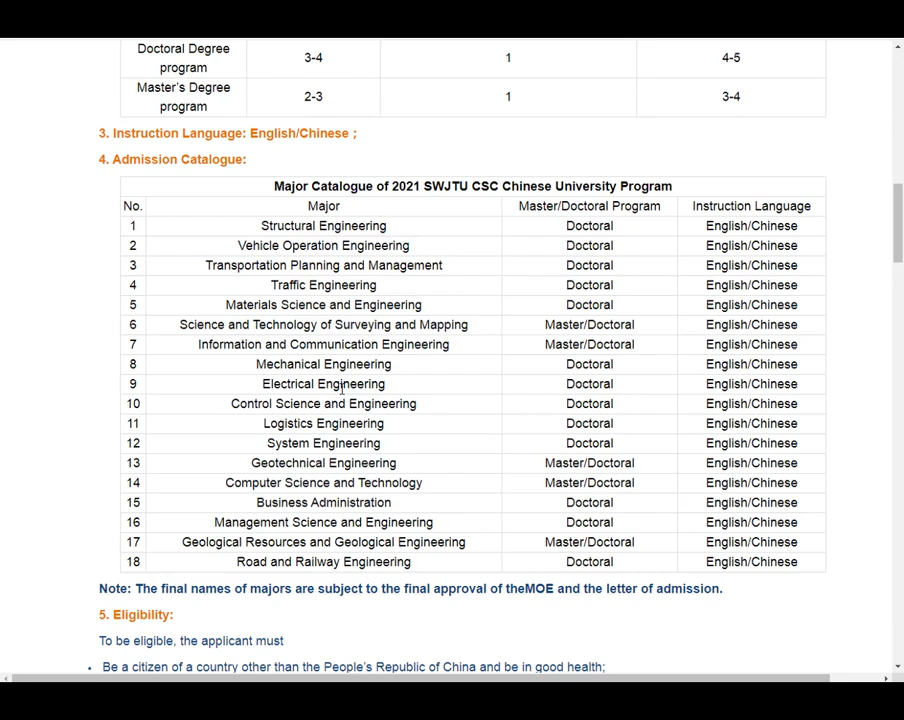 Doctoral Degree program 3-4 1 4-5
Master's Degree program 2-3 1 3-4
3. Instruction Language: English/Chinese ;
4. Admission Catalogue:
Major Catalogue of 2021 SWJTU CSC Chinese University Program
No. Major Master/Doctoral Program Instruction Language
1 Structural Engineering Doctoral English/Chinese
2 Vehicle Operation Engineering Doctoral English/Chinese
3 Transportation Planning and Management Doctoral English/Chinese
4 Traffic Engineering Doctoral English/Chinese
5 Materials Science and Engineering Doctoral English/Chinese
6 Science and Technology of Surveying and Mapping Master/Doctoral English/Chinese
7 Information and Communication Engineering Master/Doctoral English/Chinese
8 Mechanical Engineering Doctoral English/Chinese
9 Electrical Engineering Doctoral English/Chinese
10 Control Science and Engineering Doctoral English/Chinese
11 Logistics Engineering Doctoral English/Chinese
12 System Engineering Doctoral English/Chinese
13 Geotechnical Engineering Master/Doctoral English/Chinese
14 Computer Science and Technology Master/Doctoral English/Chinese
15 Business Administration Doctoral English/Chinese
16 Management Science and Engineering Doctoral English/Chinese
17 Geological Resources and Geological Engineering Master/Doctoral English/Chinese
18 Road and Railway Engineering Doctoral English/Chinese
Note: The final names of majors are subject to the final approval of theMOE and the letter of admission.
5. Eligibility:
To be eligible, the applicant must
• Be a citizen of a country other than the People's Republic of China and be in good health;